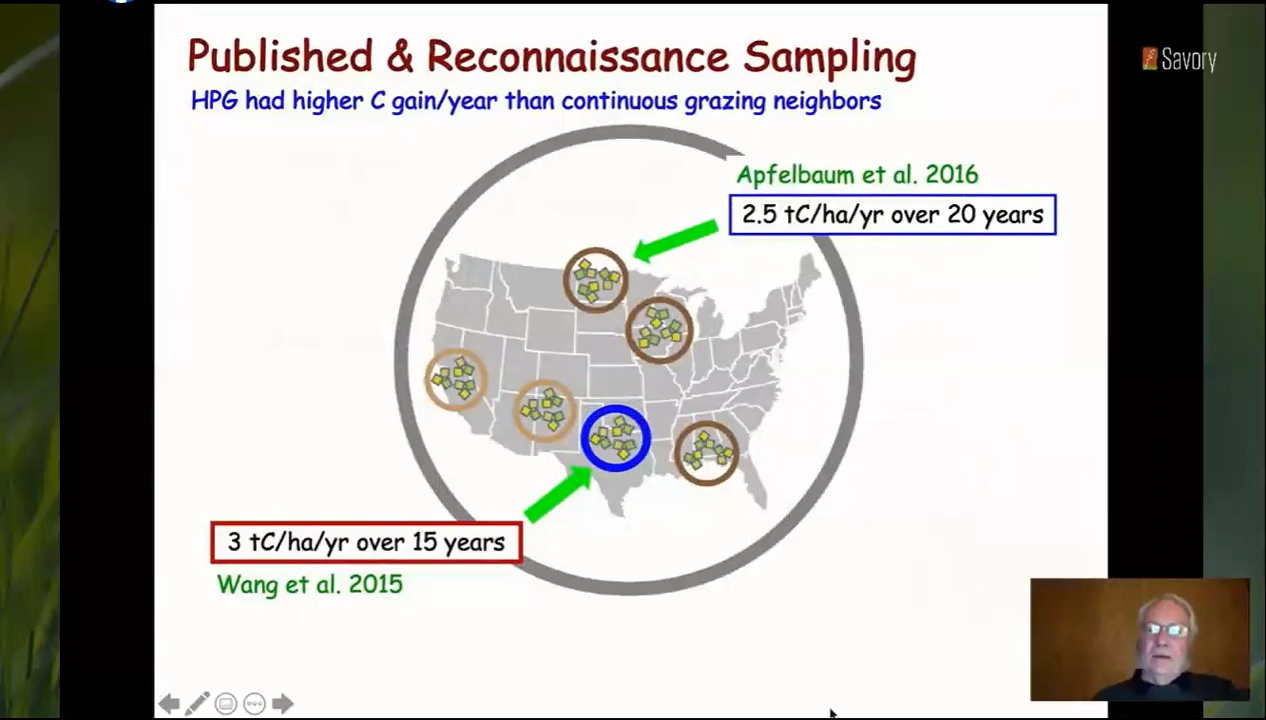 Published & Reconnaissance Sampling
Savory
HPG had higher C gain/year than continuous grazing neighbors
Apfelbaum et al. 2016
2.5 tC/ha/yr over 20 years
3 tC/ha/yr over 15 years
Wang et al. 2015